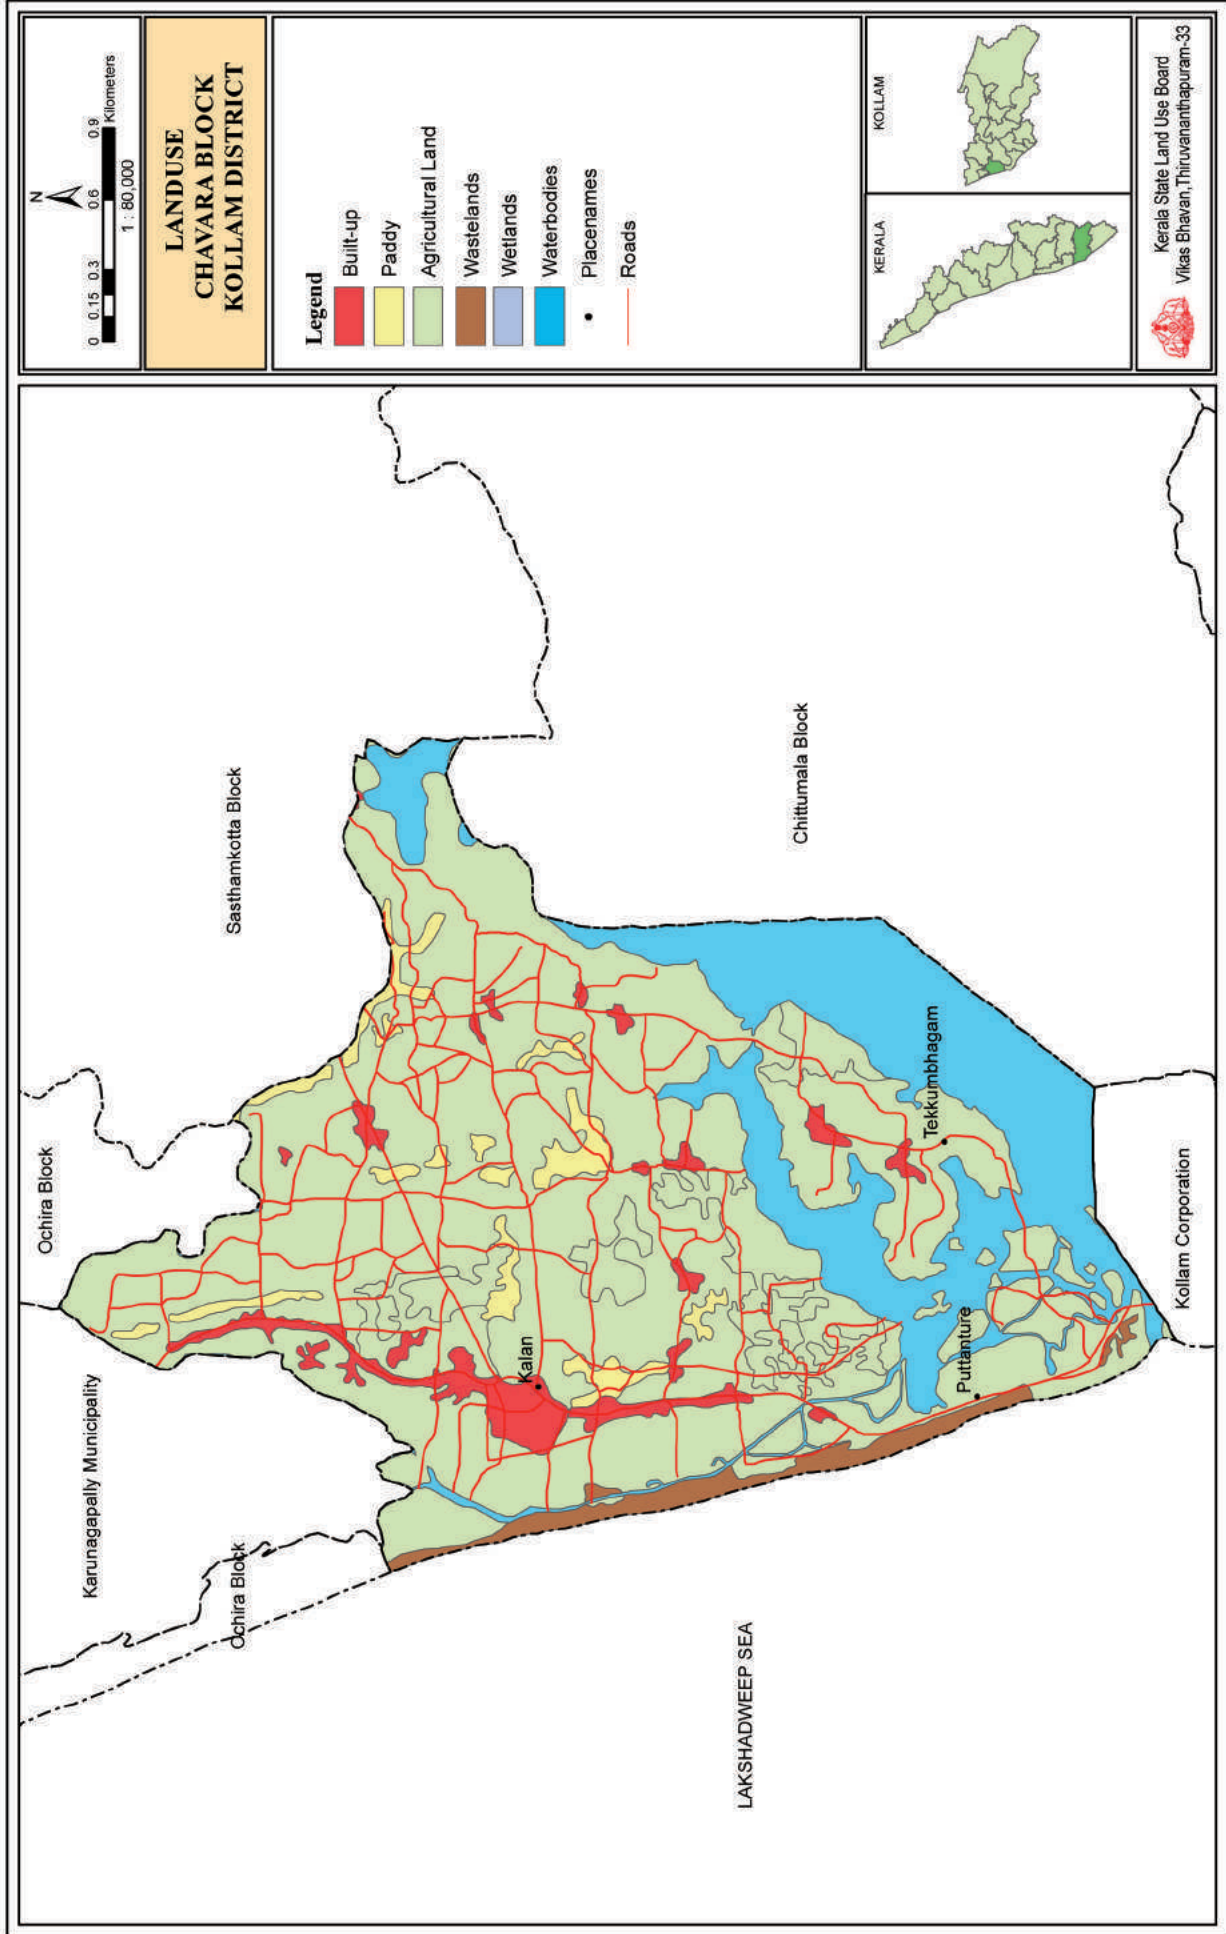 N
0 0.15 0.3 0.6 0.9
Kilometers
1 : 80,000
LANDUSE
CHAVARA BLOCK
KOLLAM DISTRICT
Legend
Built-up
Paddy
Agricultural Land
Wastelands
Wetlands
Waterbodies
Placenames
Roads
KERALA
KOLLAM
Kerala State Land Use Board
Vikas Bhavan,Thiruvananthapuram-33
Ochira Block
Sasthamkotta Block
Karunagapally Municipality
Ochira Block
Chittumala Block
Kalan
Tekkumbhagam
Puttanture
Kollam Corporation
LAKSHADWEEP SEA